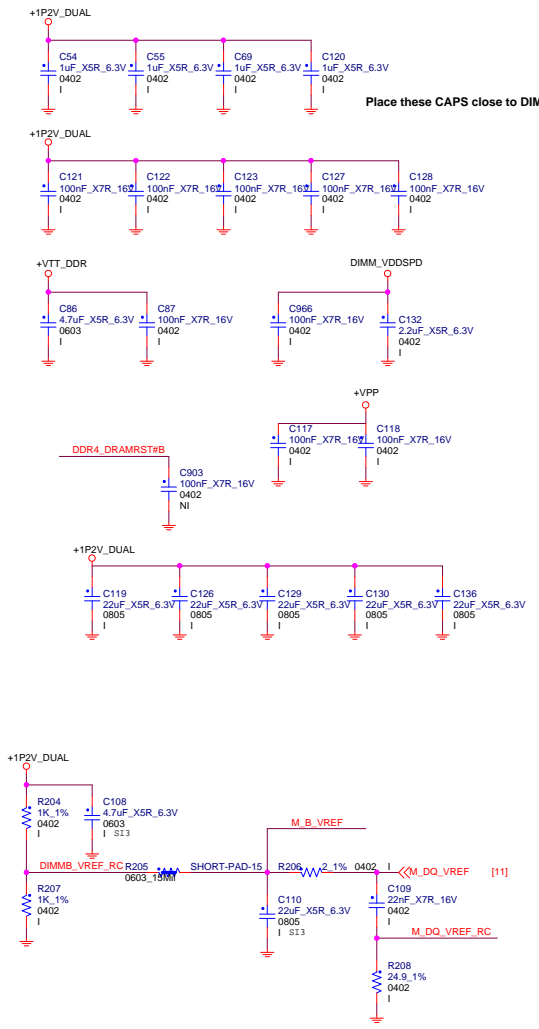 +1P2V_DUAL
C54 C55 C69 C120
1uF_X5R_6.3V 1uF_X5R_6.3V 1uF_X5R_6.3V 1uF_X5R_6.3V
0402 0402 0402 0402
I I I I
Place these CAPS close to DIM
+1P2V_DUAL
C121 C122 C123 C127 C128
100nF_X7R_16V 100nF_X7R_16V 100nF_X7R_16V 100nF_X7R_16V 100nF_X7R_16V
0402 0402 0402 0402 0402
I I I I I
+VTT_DDR DIMM_VDDSPD
C86 C87 C966 C132
4.7uF_X5R_6.3V 100nF_X7R_16V 100nF_X7R_16V 2.2uF_X5R_6.3V
0603 0402 0402 0402
I I I I
+VPP
C117 C118
100nF_X7R_16V 100nF_X7R_16V
0402 0402
I I
DDR4_DRAMRST#B
C903
100nF_X7R_16V
0402
NI
+1P2V_DUAL
C119 C126 C129 C130 C136
22uF_X5R_6.3V 22uF_X5R_6.3V 22uF_X5R_6.3V 22uF_X5R_6.3V 22uF_X5R_6.3V
0805 0805 0805 0805 0805
I I I I I
+1P2V_DUAL
R204 C108
1K_1% 4.7uF_X5R_6.3V
0402 0603
I I SI3
M_B_VREF
DIMMB_VREF_RC R205 SHORT-PAD-15 R206 2_1% 0402 I M_DQ_VREF [11]
0603_15Mil
R207 C110 C109
1K_1% 22uF_X5R_6.3V 22nF_X7R_16V
0402 0805 0402
I I SI3 I
M_DQ_VREF_RC
R208
24.9_1%
0402
I